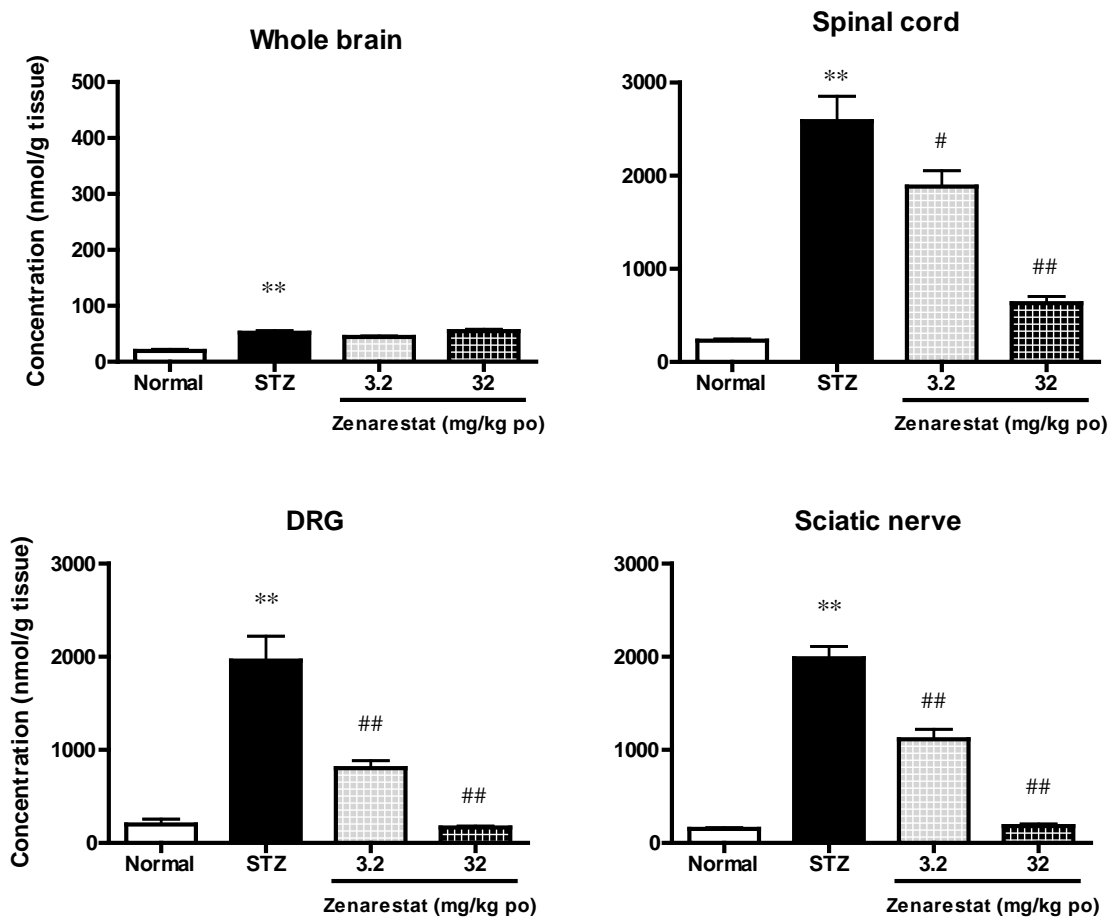 Whole brain
Concentration (nmol/g tissue)
500
400
300
200
100
0
**
Normal STZ 3.2 32
Zenarestat (mg/kg po)
Spinal cord
3000
2000
1000
0
**
#
##
Normal STZ 3.2 32
Zenarestat (mg/kg po)
DRG
Concentration (nmol/g tissue)
3000
2000
1000
0
**
##
##
Normal STZ 3.2 32
Zenarestat (mg/kg po)
Sciatic nerve
3000
2000
1000
0
**
##
##
Normal STZ 3.2 32
Zenarestat (mg/kg po)